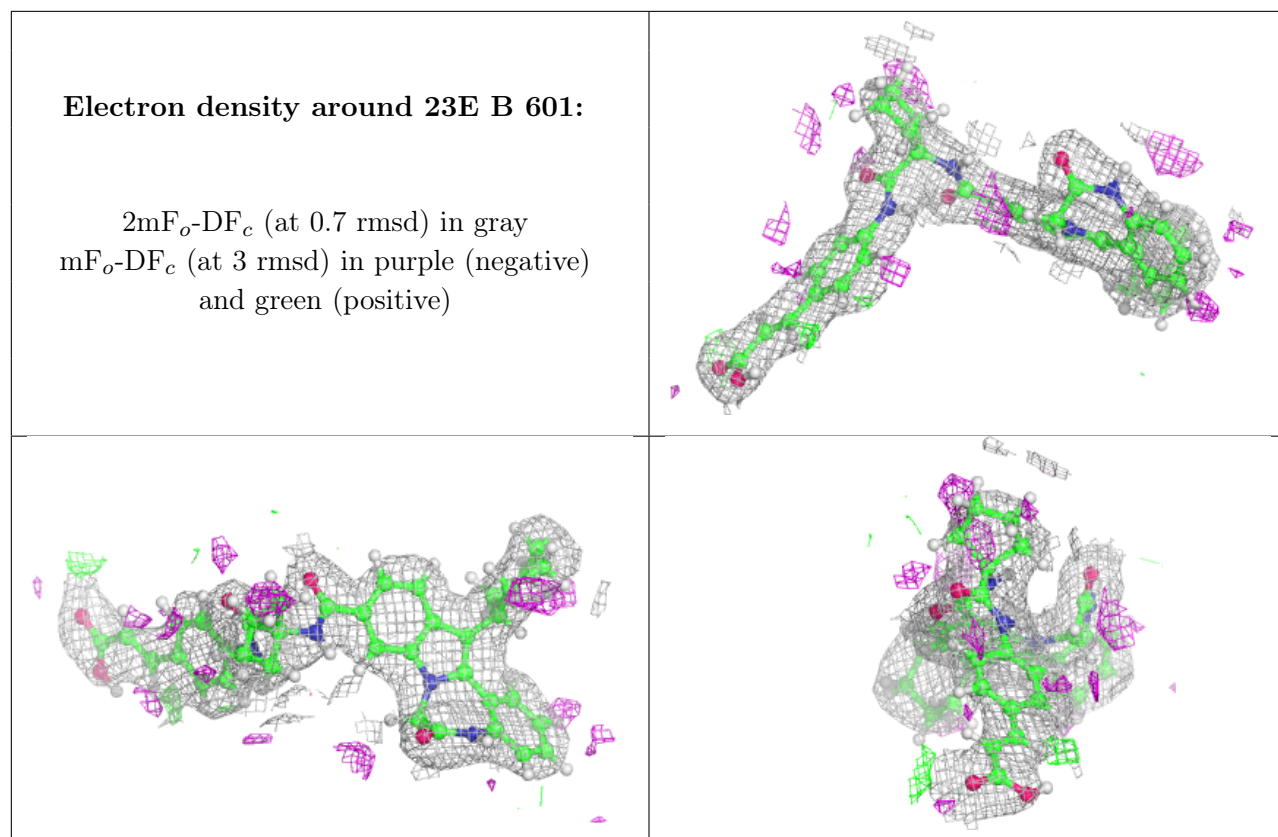 Electron density around 23E B 601:
2mFo-DFc (at 0.7 rmsd) in gray
mFo-DFc (at 3 rmsd) in purple (negative)
and green (positive)